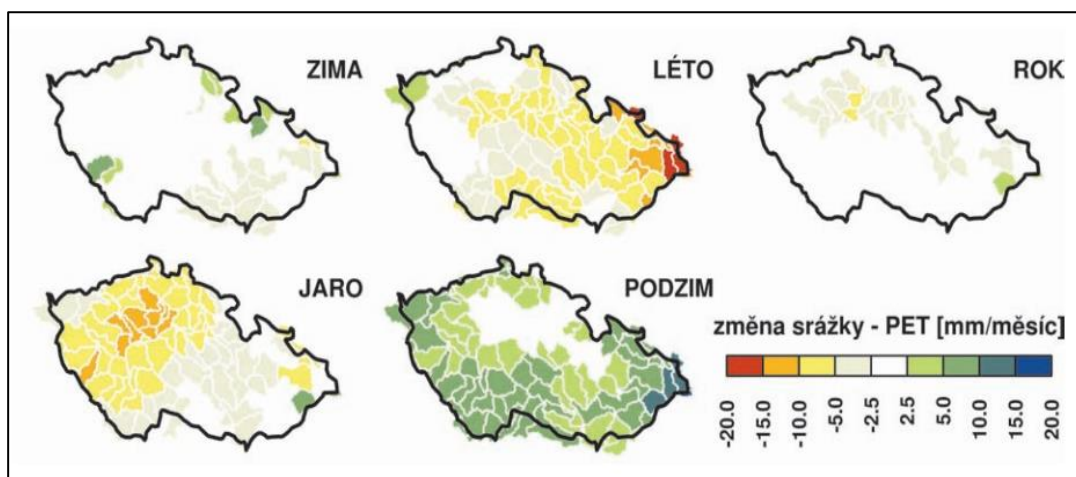 ZIMA
LÉTO
ROK
JARO
PODZIM
změna srážky - PET [mm/měsíc]
-20.0
-15.0
-10.0
-5.0
-2.5
2.5
5.0
10.0
15.0
20.0